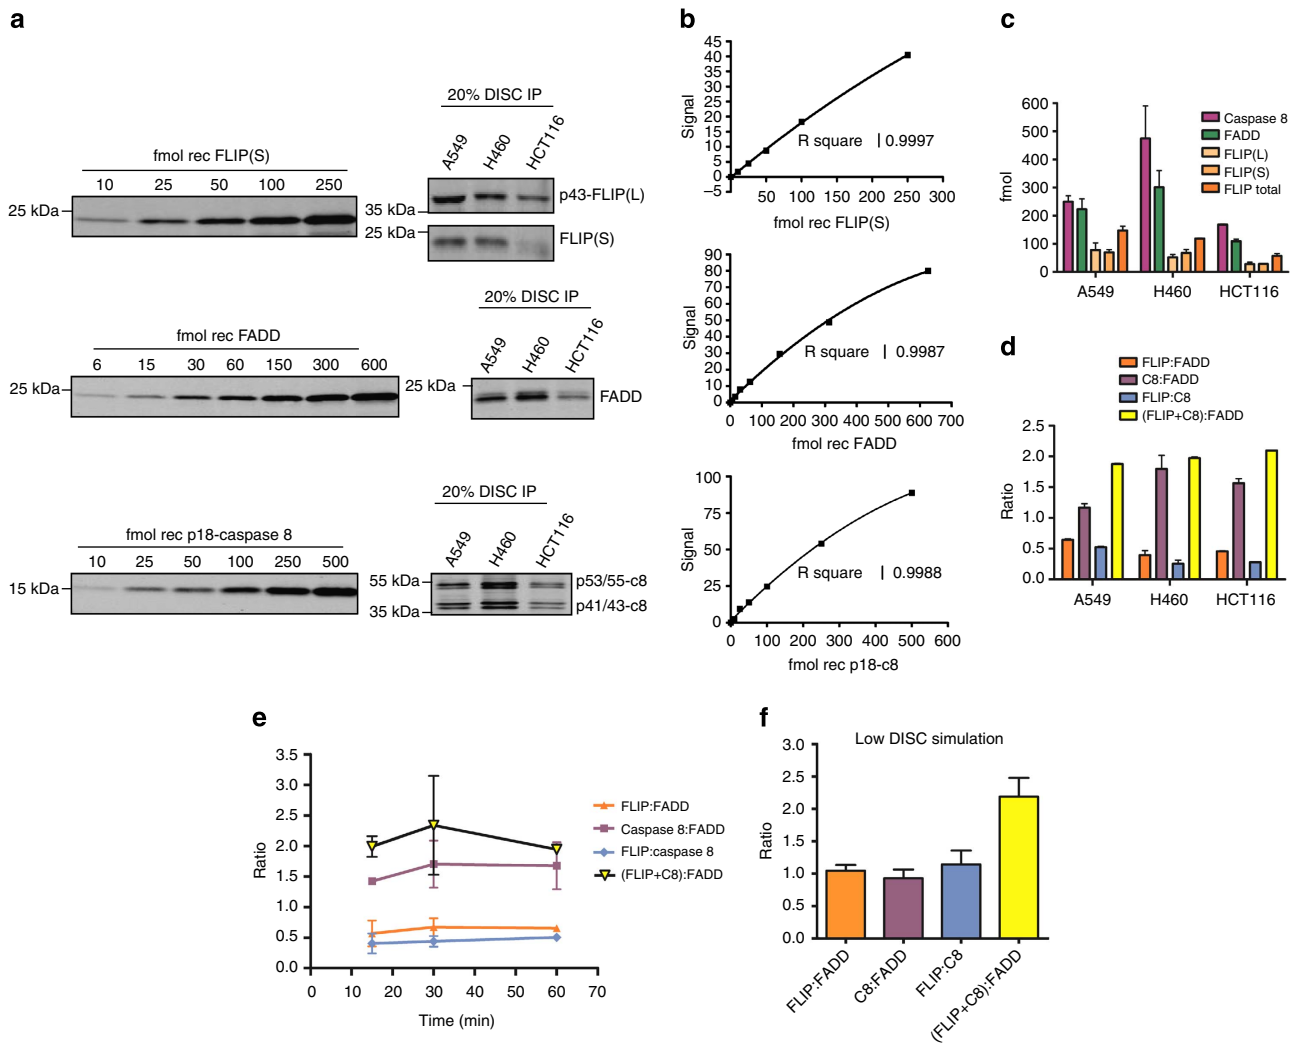 a
20% DISC IP
A549 H460 HCT116
fmol rec FLIP(S)
10 25 50 100 250
25 kDa
p43-FLIP(L)
35 kDa
25 kDa
FLIP(S)
20% DISC IP
A549 H460 HCT116
fmol rec FADD
6 15 30 60 150 300 600
25 kDa
25 kDa
FADD
20% DISC IP
A549 H460 HCT116
fmol rec p18-caspase 8
10 25 50 100 250 500
15 kDa
55 kDa
p53/55-c8
35 kDa
p41/43-c8
b
Signal
45
40
35
30
25
20
15
10
5
0
–5
R square | 0.9997
50 100 150 200 250 300
fmol rec FLIP(S)
Signal
90
80
70
60
50
40
30
20
10
0
R square | 0.9987
0 100 200 300 400 500 600 700
fmol rec FADD
Signal
100
75
50
25
0
R square | 0.9988
0 100 200 300 400 500 600
fmol rec p18-c8
c
fmol
600
500
400
300
200
100
0
Caspase 8
FADD
FLIP(L)
FLIP(S)
FLIP total
A549 H460 HCT116
d
FLIP:FADD
C8:FADD
FLIP:C8
(FLIP+C8):FADD
Ratio
2.5
2.0
1.5
1.0
0.5
0.0
A549 H460 HCT116
e
Ratio
3.5
3.0
2.5
2.0
1.5
1.0
0.5
0.0
FLIP:FADD
Caspase 8:FADD
FLIP:caspase 8
(FLIP+C8):FADD
0 10 20 30 40 50 60 70
Time (min)
f
Low DISC simulation
Ratio
3.0
2.5
2.0
1.5
1.0
0.5
0.0
FLIP:FADD
C8:FADD
FLIP:C8
(FLIP+C8):FADD